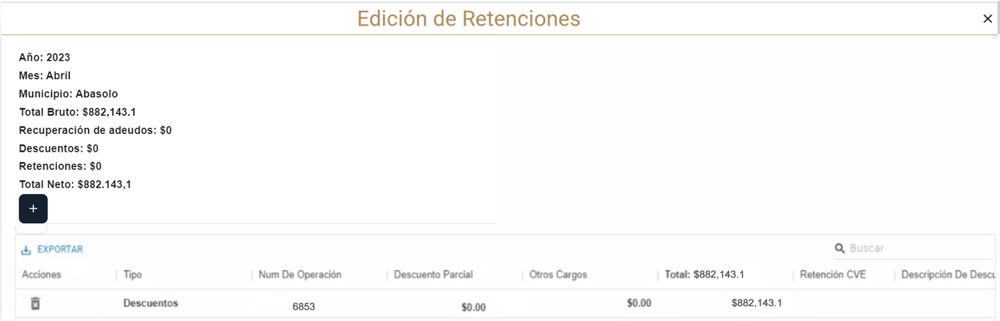 Edición de Retenciones
Año: 2023
Mes: Abril
Municipio: Abasolo
Total Bruto: $882,143.1
Recuperación de adeudos: $0
Descuentos: $0
Retenciones: $0
Total Neto: $882.143,1
+
EXPORTAR
Buscar
Acciones Tipo Num De Operación Descuento Parcial Otros Cargos Total: $882,143.1 Retención CVE Descripción De Descu
Descuentos 6853 $0.00 $0.00 $882,143.1